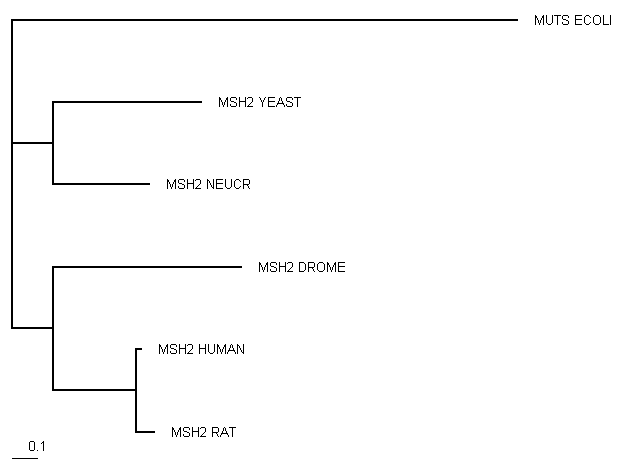 MUTS ECOLI
MSH2 YEAST
MSH2 NEUCR
MSH2 DROME
MSH2 HUMAN
MSH2 RAT
0.1